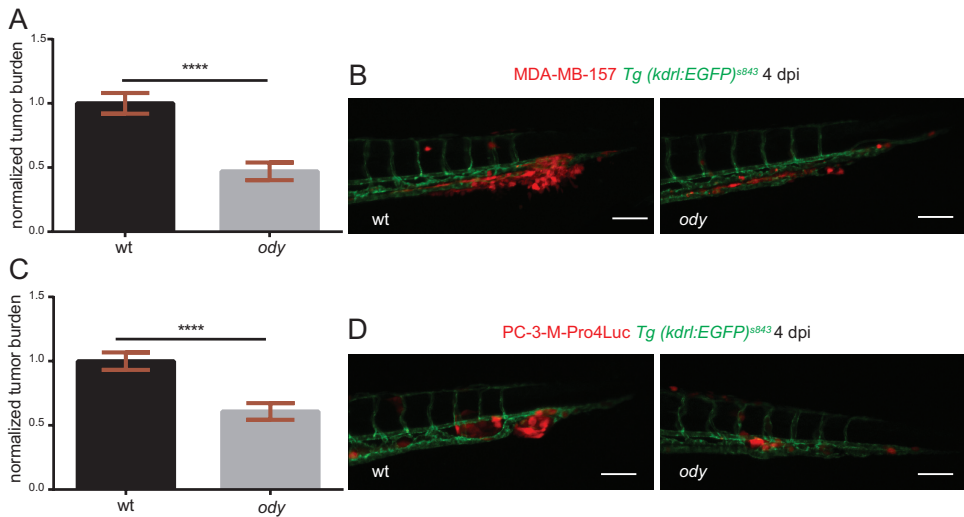 A
normalized tumor burden
1.5
1.0
0.5
0.0
****
wt
ody
B
MDA-MB-157 Tg (kdrl:EGFP)s843 4 dpi
wt
ody
C
normalized tumor burden
1.5
1.0
0.5
0.0
****
wt
ody
D
PC-3-M-Pro4Luc Tg (kdrl:EGFP)s843 4 dpi
wt
ody